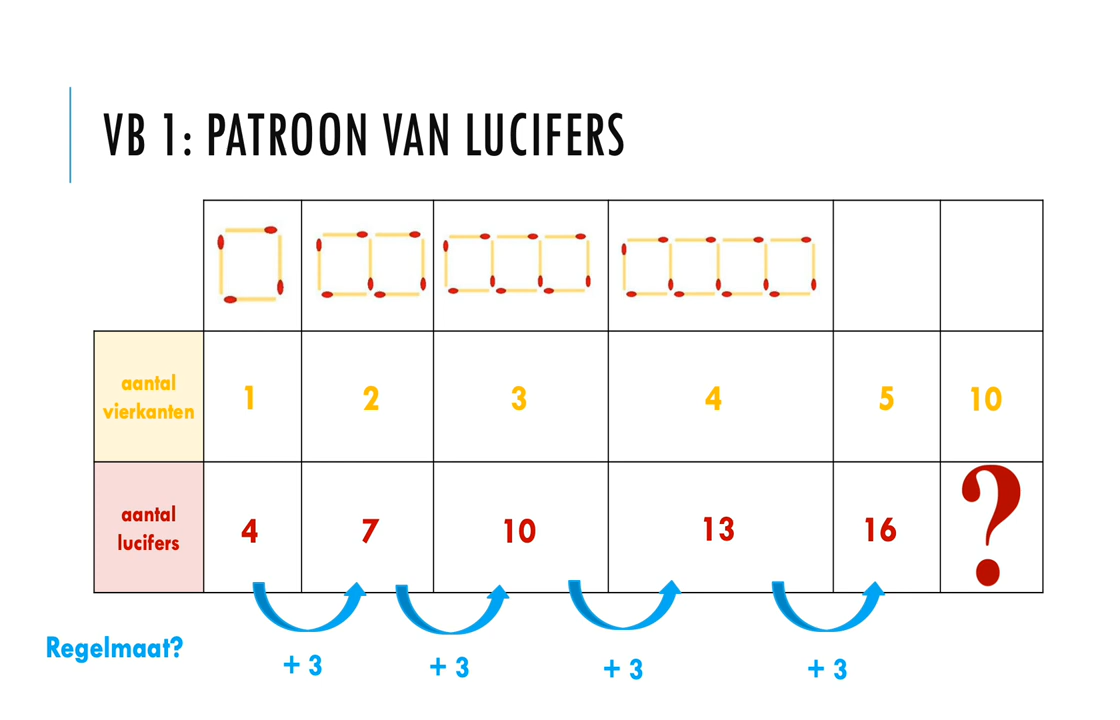 VB 1: PATROON VAN LUCIFERS
aantal
vierkanten
1 2 3 4 5 10
aantal
lucifers
4 7 10 13 16 ?
Regelmaat?
+ 3 + 3 + 3 + 3